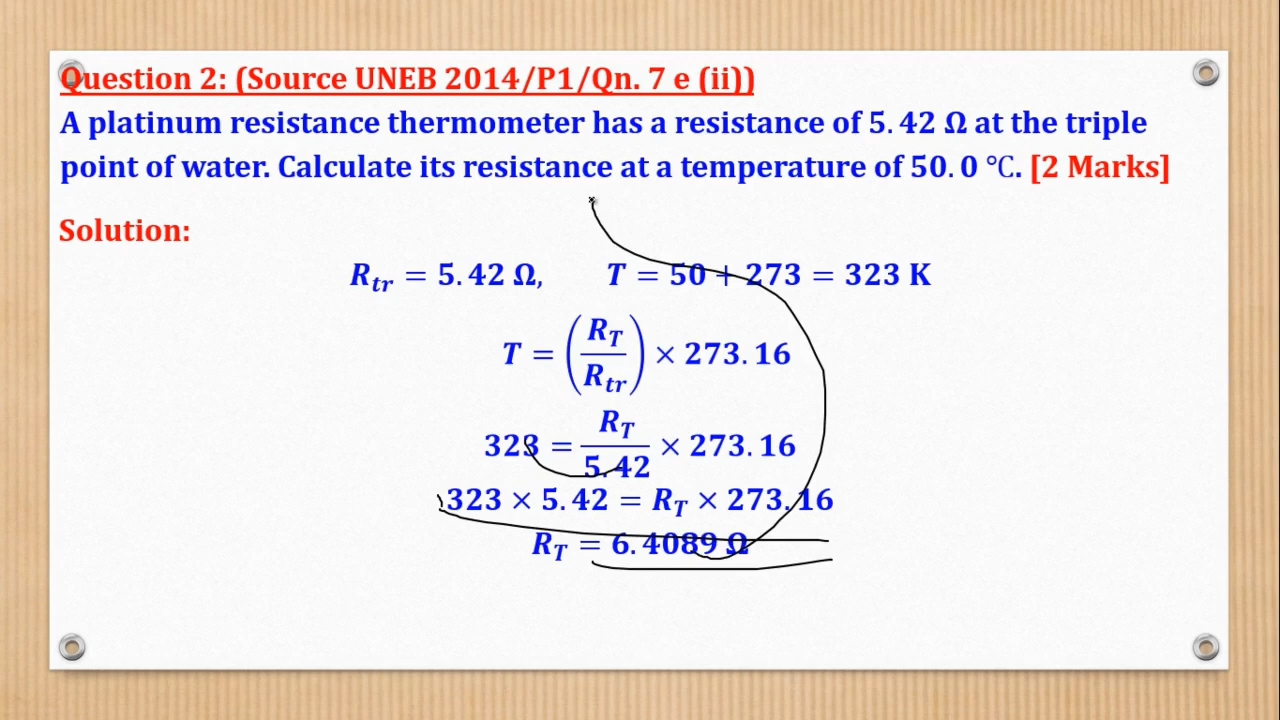 Question 2: (Source UNEB 2014/P1/Qn. 7 e (ii))
A platinum resistance thermometer has a resistance of 5.42 Ω at the triple
point of water. Calculate its resistance at a temperature of 50.0 ℃. [2 Marks]
Solution:
R_tr = 5.42 Ω, T = 50 + 273 = 323 K
T = (R_T / R_tr) × 273.16
323 = R_T / 5.42 × 273.16
323 × 5.42 = R_T × 273.16
R_T = 6.4089 Ω